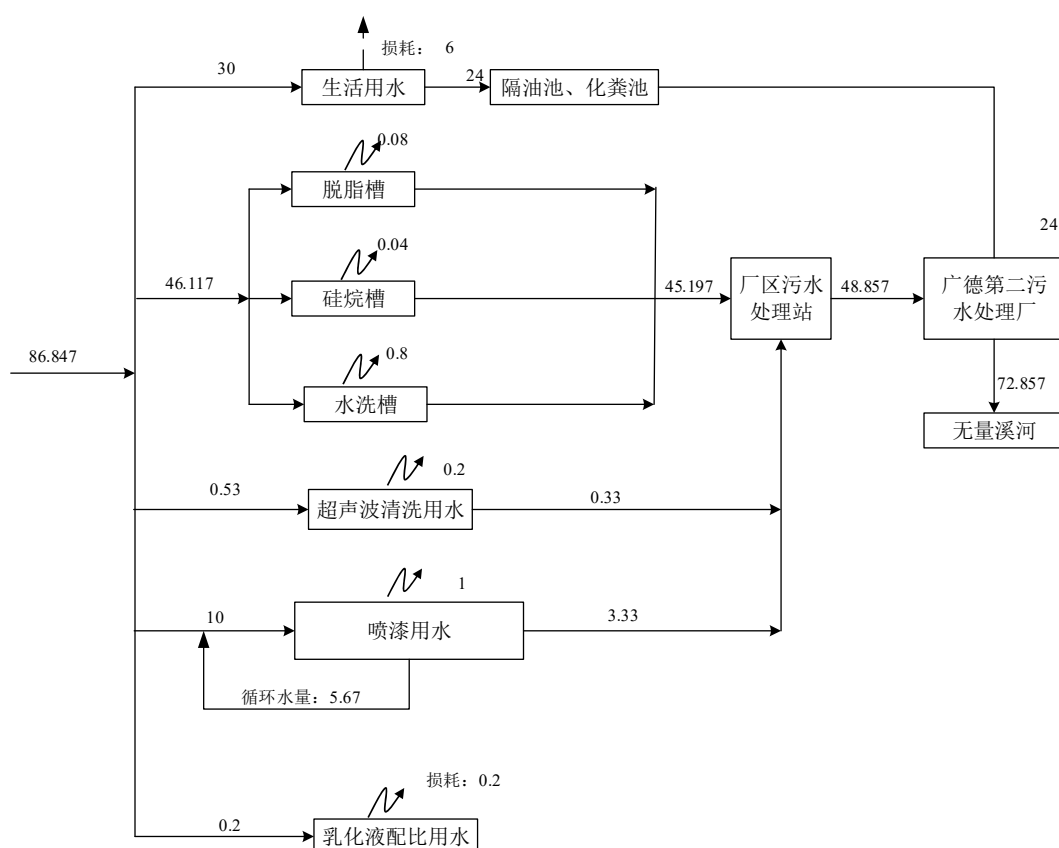 损耗： 6
30
生活用水
24
隔油池、化粪池
0.08
脱脂槽
24
0.04
46.117
硅烷槽
45.197
厂区污水
处理站
48.857
广德第二污
水处理厂
86.847
0.8
水洗槽
72.857
无量溪河
0.2
0.53
超声波清洗用水
0.33
1
10
喷漆用水
3.33
循环水量：5.67
损耗：0.2
0.2
乳化液配比用水